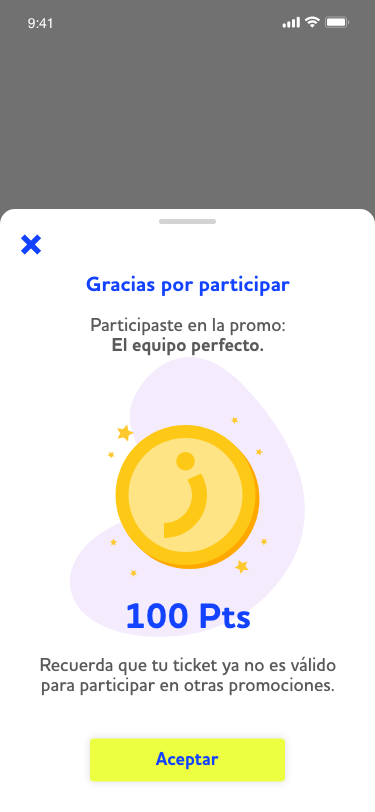 9:41
Gracias por participar
Participaste en la promo:
El equipo perfecto.
100 Pts
Recuerda que tu ticket ya no es válido
para participar en otras promociones.
Aceptar